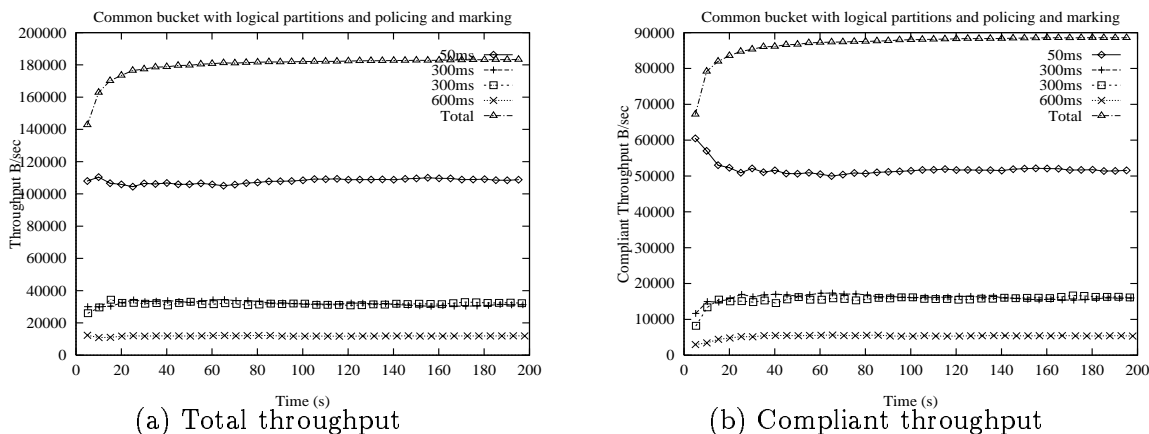 Common bucket with logical partitions and policing and marking
200000
180000
160000
140000
120000
100000
80000
60000
40000
20000
0
Throughput B/sec
50ms
300ms
300ms
600ms
Total
0 20 40 60 80 100 120 140 160 180 200
Time (s)
(a) Total throughput
Common bucket with logical partitions and policing and marking
90000
80000
70000
60000
50000
40000
30000
20000
10000
0
Compliant Throughput B/sec
50ms
300ms
300ms
600ms
Total
0 20 40 60 80 100 120 140 160 180 200
Time (s)
(b) Compliant throughput